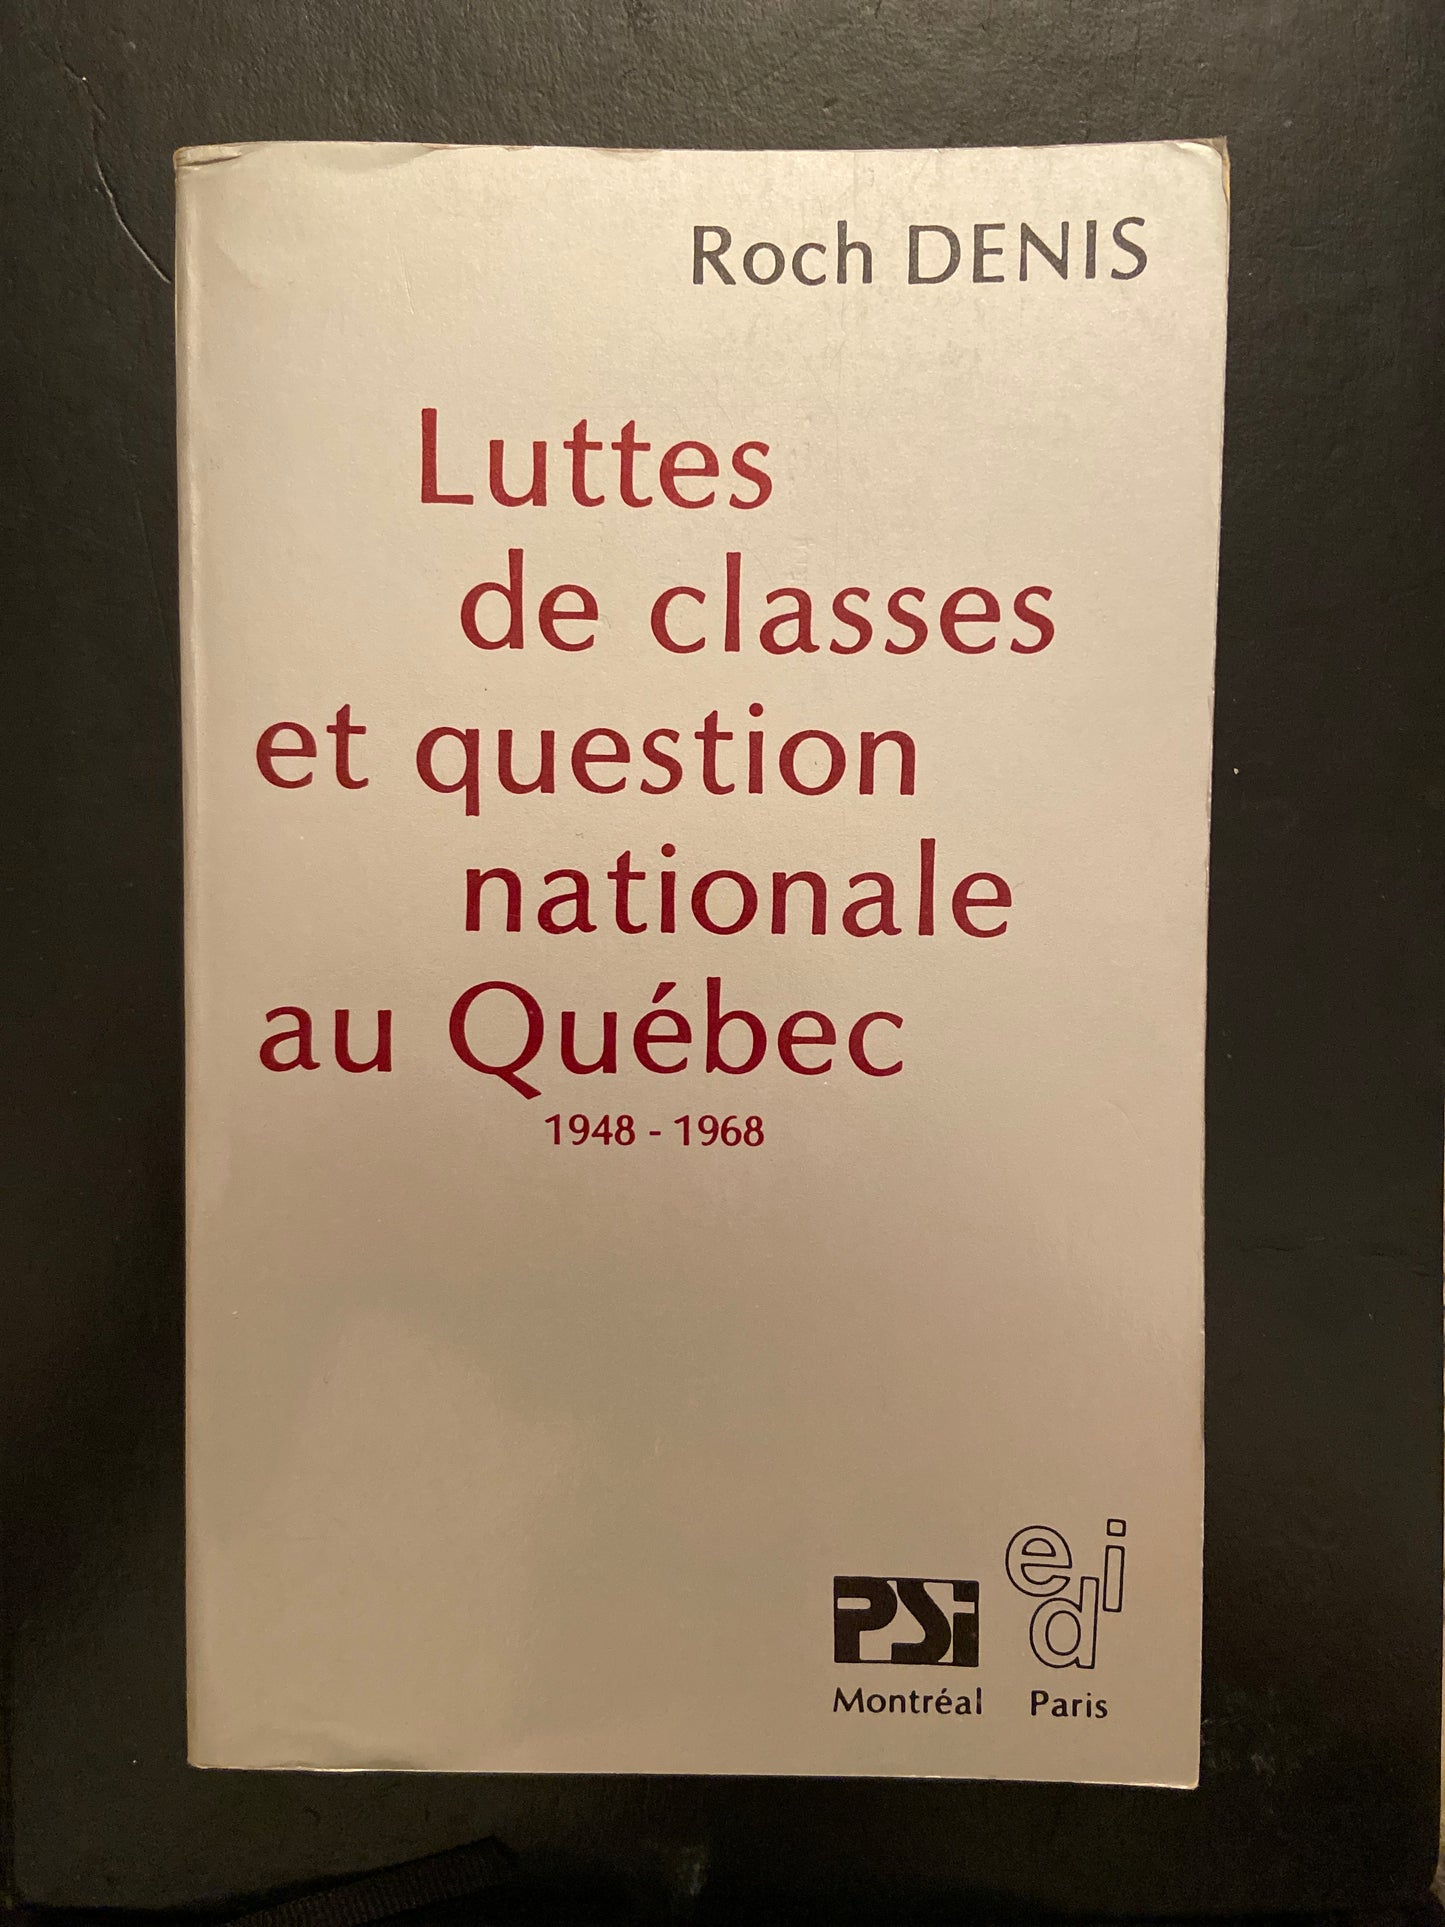 Roch DENIS
Luttes
de classes
et question
nationale
au Québec
1948 - 1968
PSI
edi
Montréal Paris